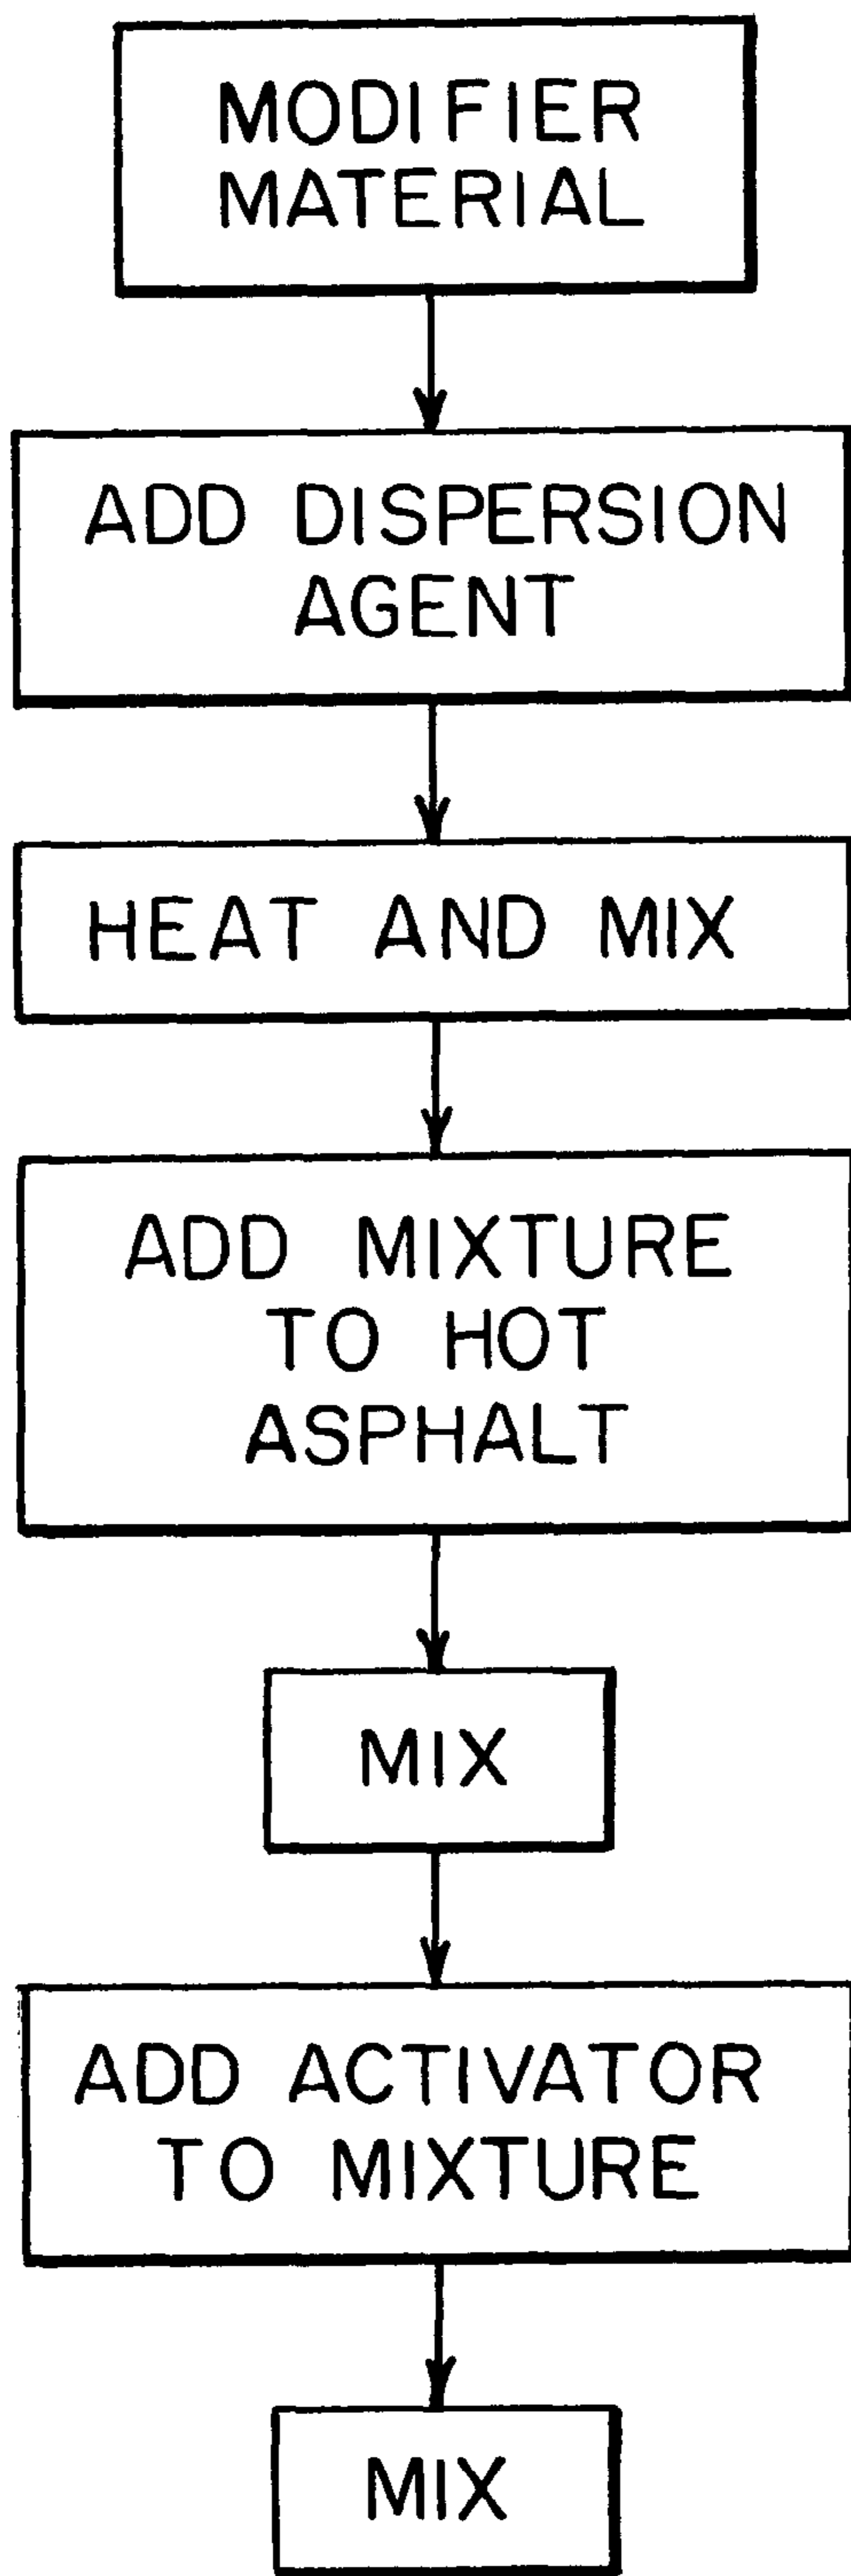 MODIFIER
MATERIAL
ADD DISPERSION
AGENT
HEAT AND MIX
ADD MIXTURE
TO HOT
ASPHALT
MIX
ADD ACTIVATOR
TO MIXTURE
MIX